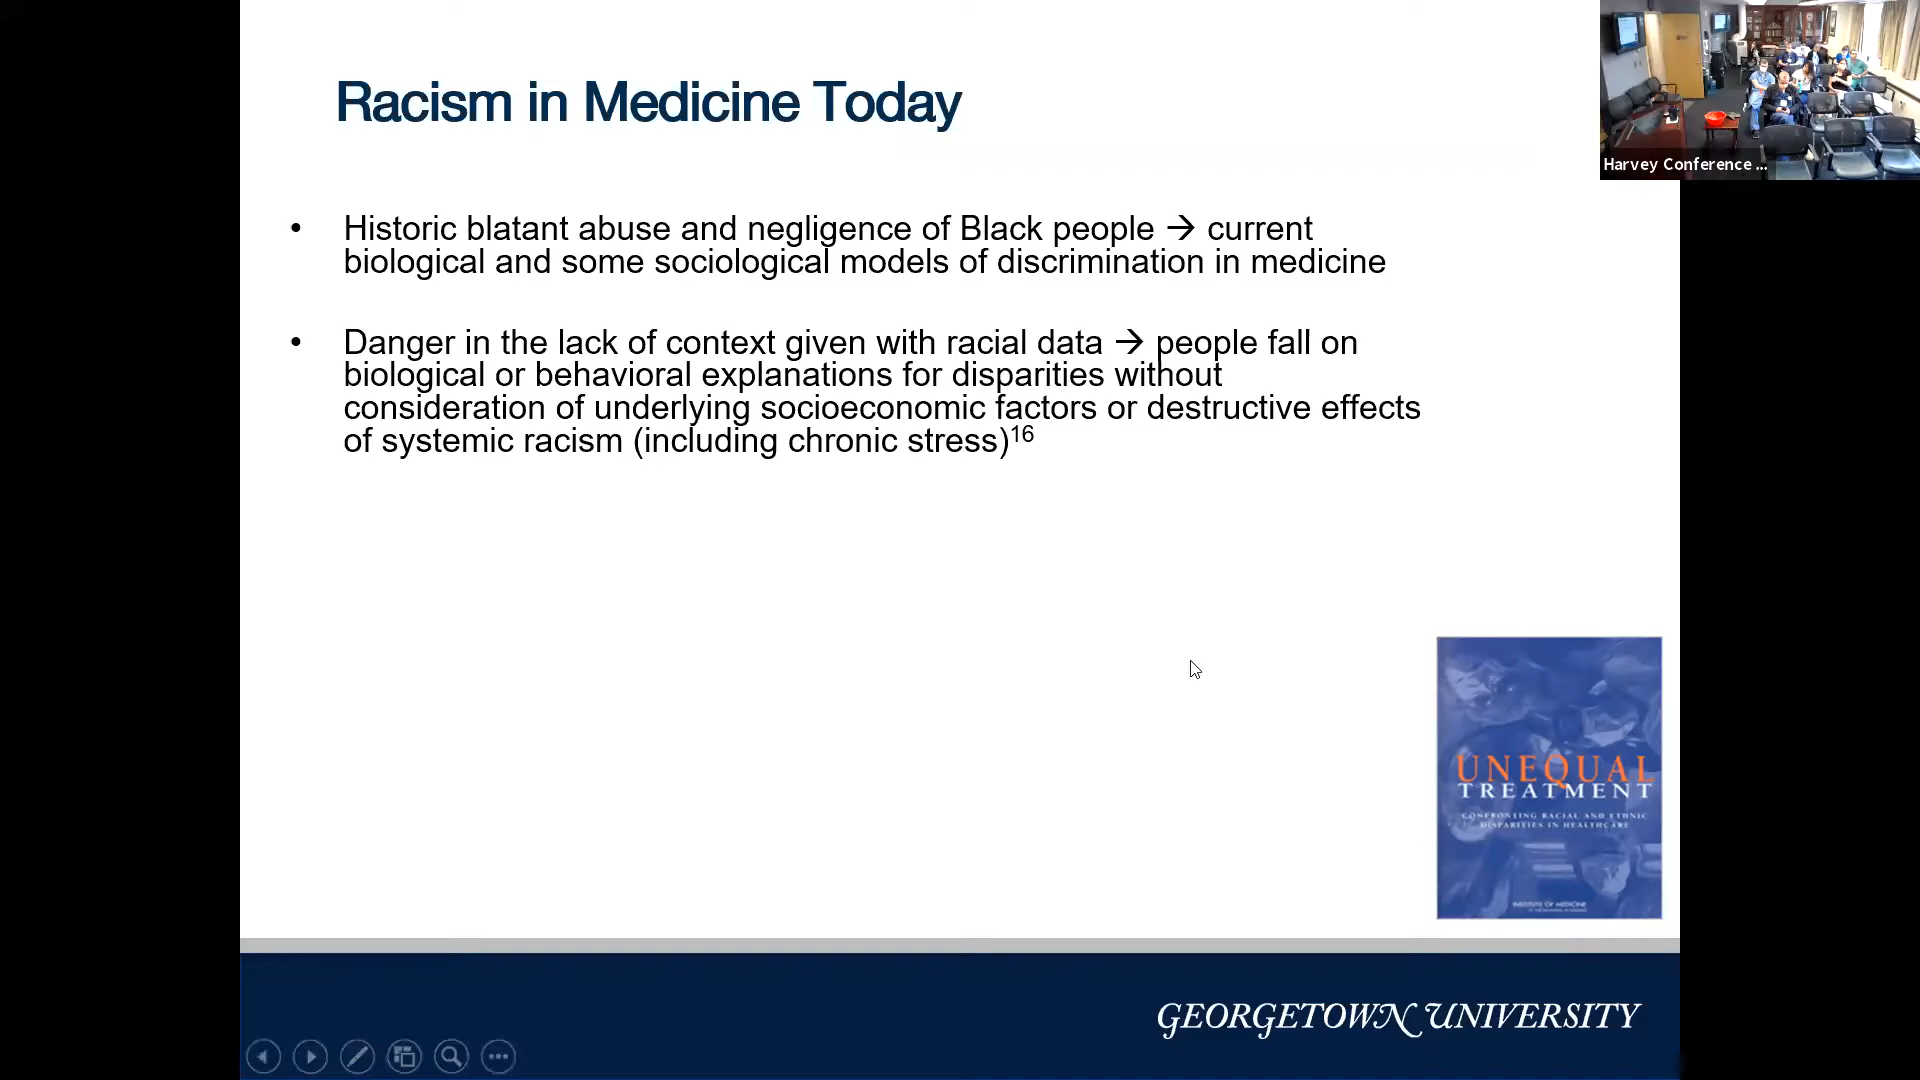 Racism in Medicine Today
Harvey Conference ...
• Historic blatant abuse and negligence of Black people → current
biological and some sociological models of discrimination in medicine
• Danger in the lack of context given with racial data → people fall on
biological or behavioral explanations for disparities without
consideration of underlying socioeconomic factors or destructive effects
of systemic racism (including chronic stress)16
UNEQUAL
TREATMENT
CONFRONTING RACIAL AND ETHNIC
DISPARITIES IN HEALTHCARE
INSTITUTE OF MEDICINE
GEORGETOWN UNIVERSITY